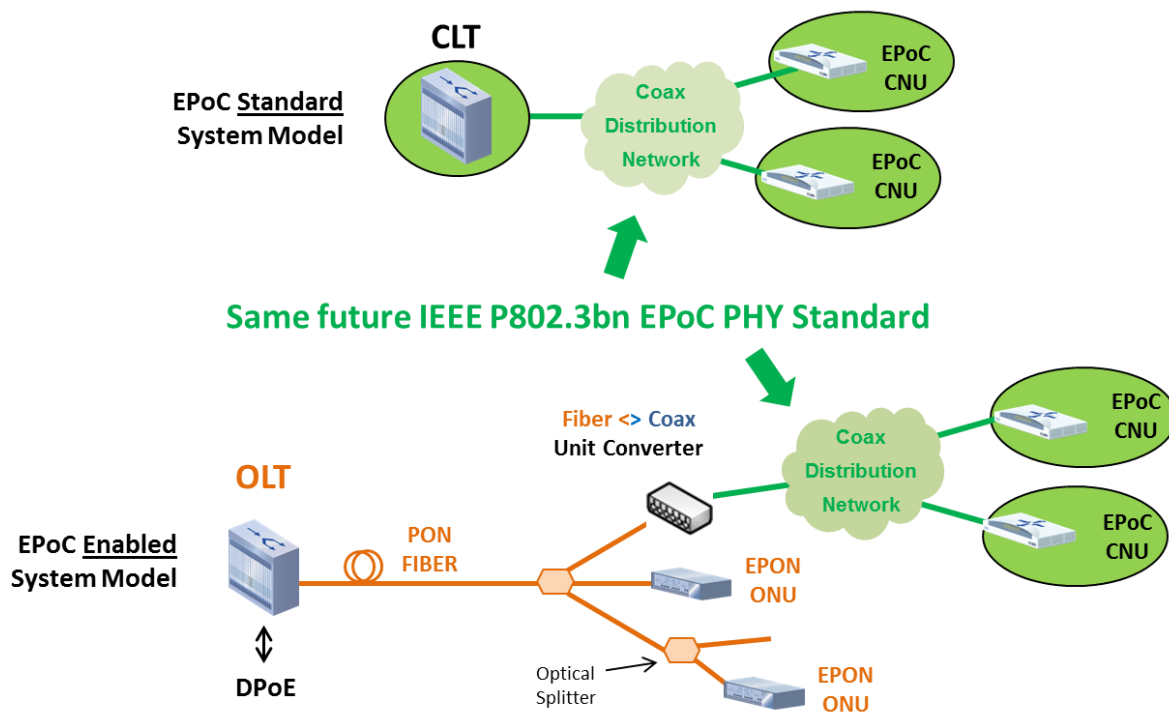 CLT
EPoC Standard
System Model
Coax
Distribution
Network
EPoC
CNU
EPoC
CNU
Same future IEEE P802.3bn EPoC PHY Standard
Fiber <> Coax
Unit Converter
Coax
Distribution
Network
EPoC
CNU
EPoC
CNU
OLT
EPoC Enabled
System Model
PON
FIBER
EPON
ONU
DPoE
Optical
Splitter
EPON
ONU